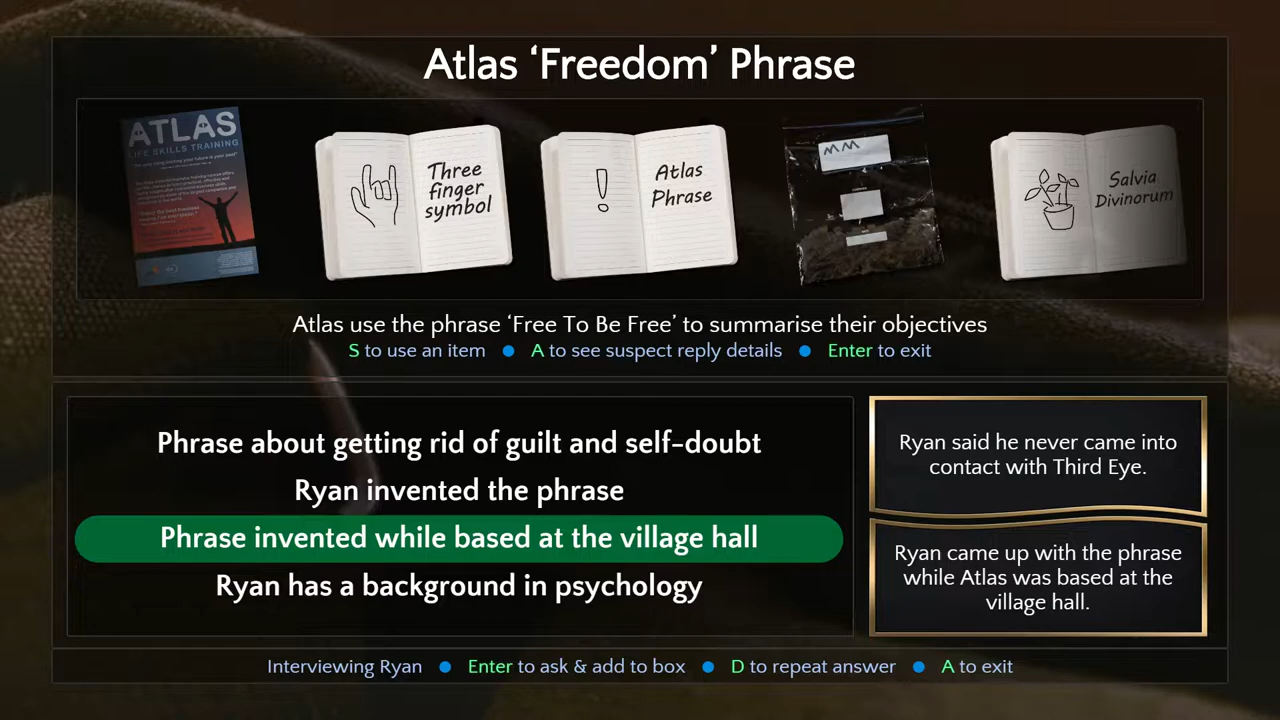 Atlas ‘Freedom’ Phrase
ATLAS
LIFE SKILLS TRAINING
Three
finger
symbol
Atlas
Phrase
MM
Salvia
Divinorum
Atlas use the phrase ‘Free To Be Free’ to summarise their objectives
S to use an item ● A to see suspect reply details ● Enter to exit
Phrase about getting rid of guilt and self-doubt
Ryan invented the phrase
Phrase invented while based at the village hall
Ryan has a background in psychology
Ryan said he never came into
contact with Third Eye.
Ryan came up with the phrase
while Atlas was based at the
village hall.
Interviewing Ryan ● Enter to ask & add to box ● D to repeat answer ● A to exit